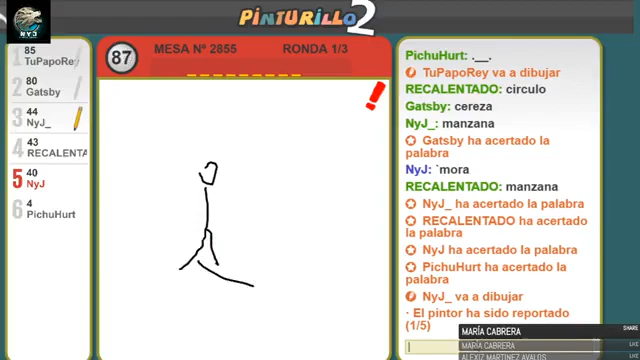 NYJ
PINTURILLO 2
87
MESA Nº 2855
RONDA 1/3
1
85
TuPapoRey
2
80
Gatsby
3
44
NyJ_
4
43
RECALENTA
5
40
NyJ
6
4
PichuHurt
PichuHurt: .__.
TuPapoRey va a dibujar
RECALENTADO: circulo
Gatsby: cereza
NyJ_: manzana
Gatsby ha acertado la
palabra
NyJ: `mora
RECALENTADO: manzana
NyJ_ ha acertado la palabra
RECALENTADO ha acertado
la palabra
NyJ ha acertado la palabra
PichuHurt ha acertado la
palabra
NyJ_ va a dibujar
· El pintor ha sido reportado
(1/5)
MARÍA CABRERA
SHARE
MARÍA CABRERA
LIKE
ALEXIZ MARTINEZ AVALOS
LIKE